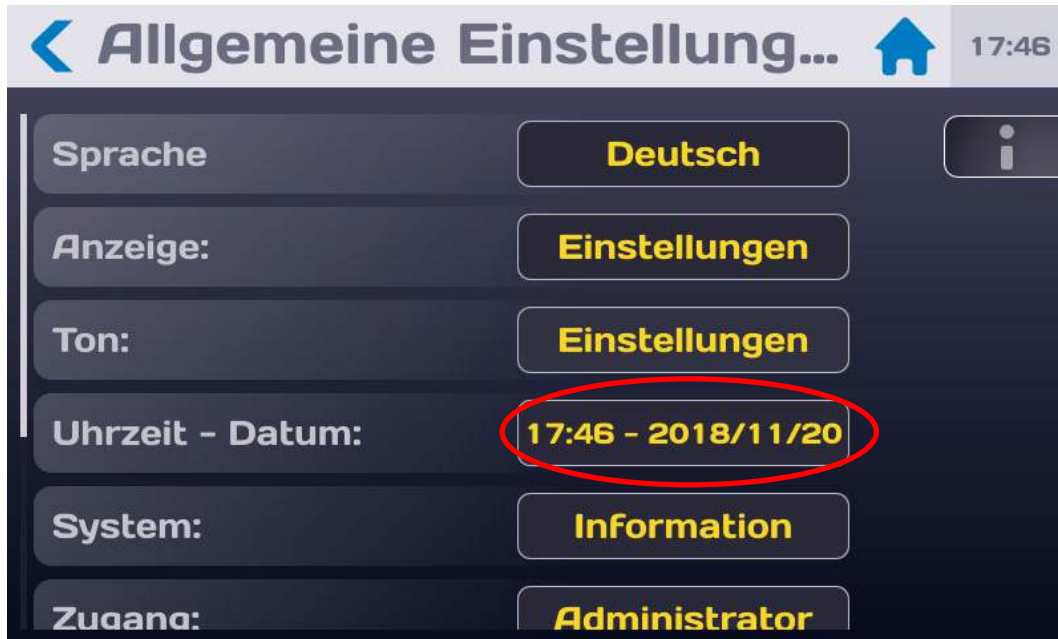 Allgemeine Einstellung... 17:46
Sprache Deutsch
Anzeige: Einstellungen
Ton: Einstellungen
Uhrzeit - Datum: 17:46 - 2018/11/20
System: Information
Zugang: Administrator